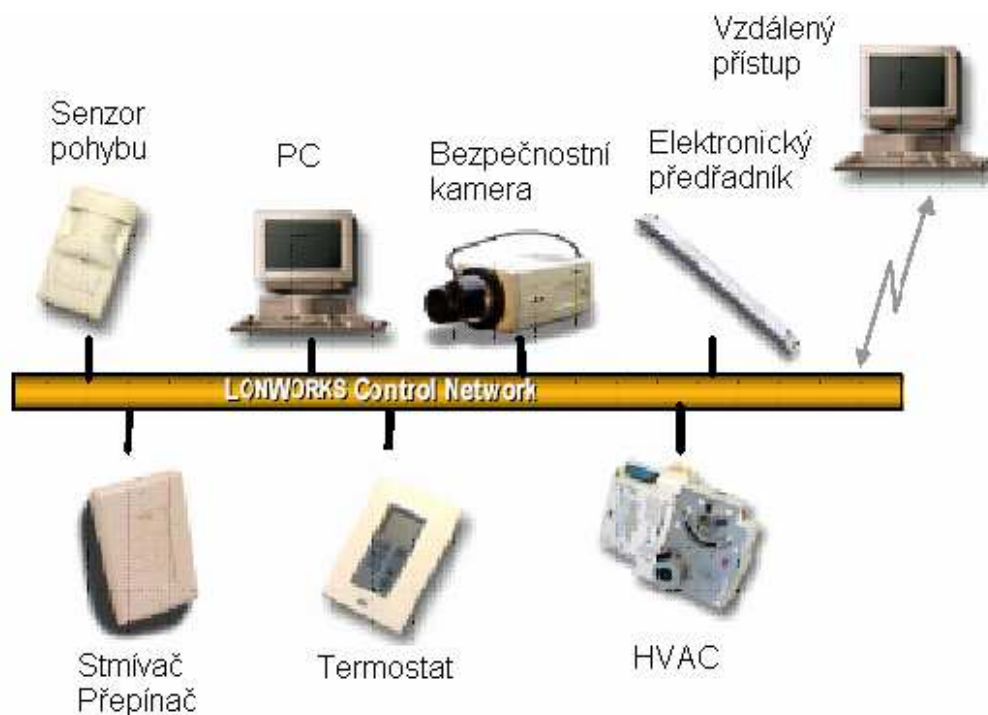 Vzdálený
přístup
Senzor
pohybu
PC
Bezpečnostní
kamera
Elektronický
předřadník
LONWORKS Control Network
Stmívač
Přepínač
Termostat
HVAC